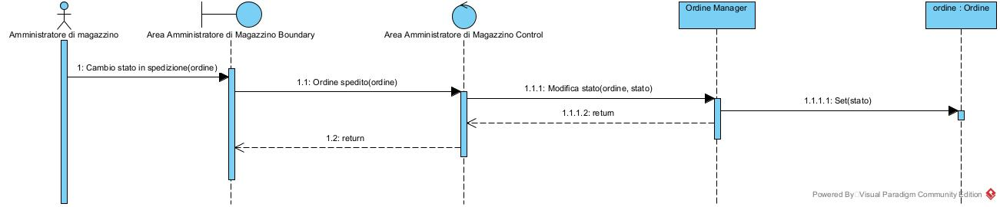 Ordine Manager
ordine : Ordine
Amministratore di magazzino
Area Amministratore di Magazzino Boundary
Area Amministratore di Magazzino Control
1: Cambio stato in spedizione(ordine)
1.1: Ordine spedito(ordine)
1.1.1: Modifica stato(ordine, stato)
1.1.1.1: Set(stato)
1.1.1.2: return
1.2: return
Powered By Visual Paradigm Community Edition